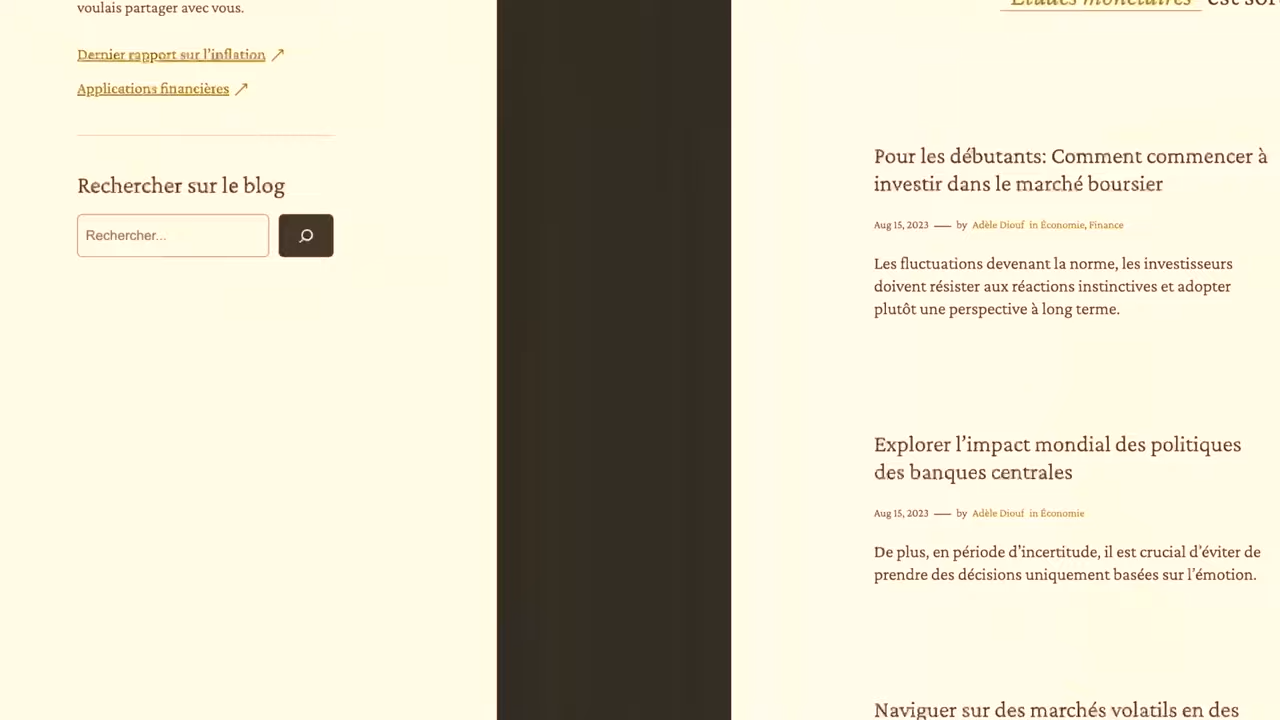 voulais partager avec vous.
Dernier rapport sur l’inflation ↗
Applications financières ↗
Rechercher sur le blog
Rechercher...
"Études monétaires" est sor
Pour les débutants: Comment commencer à
investir dans le marché boursier
Aug 15, 2023 — by Adèle Diouf in Économie, Finance
Les fluctuations devenant la norme, les investisseurs
doivent résister aux réactions instinctives et adopter
plutôt une perspective à long terme.
Explorer l’impact mondial des politiques
des banques centrales
Aug 15, 2023 — by Adèle Diouf in Économie
De plus, en période d’incertitude, il est crucial d’éviter de
prendre des décisions uniquement basées sur l’émotion.
Naviguer sur des marchés volatils en des